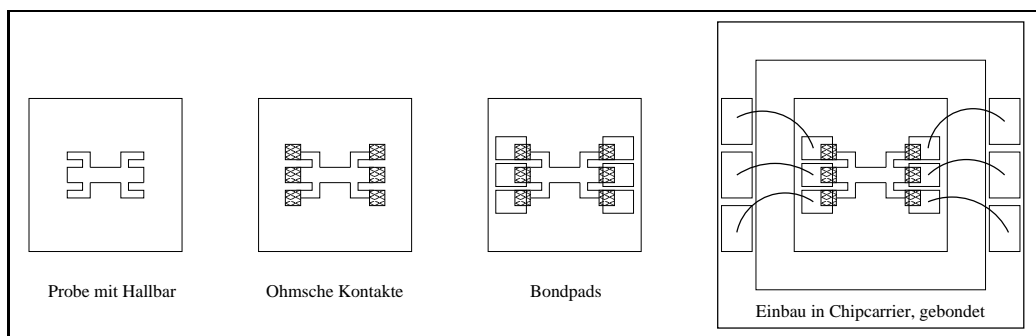 Probe mit Hallbar
Ohmsche Kontakte
Bondpads
Einbau in Chipcarrier, gebondet